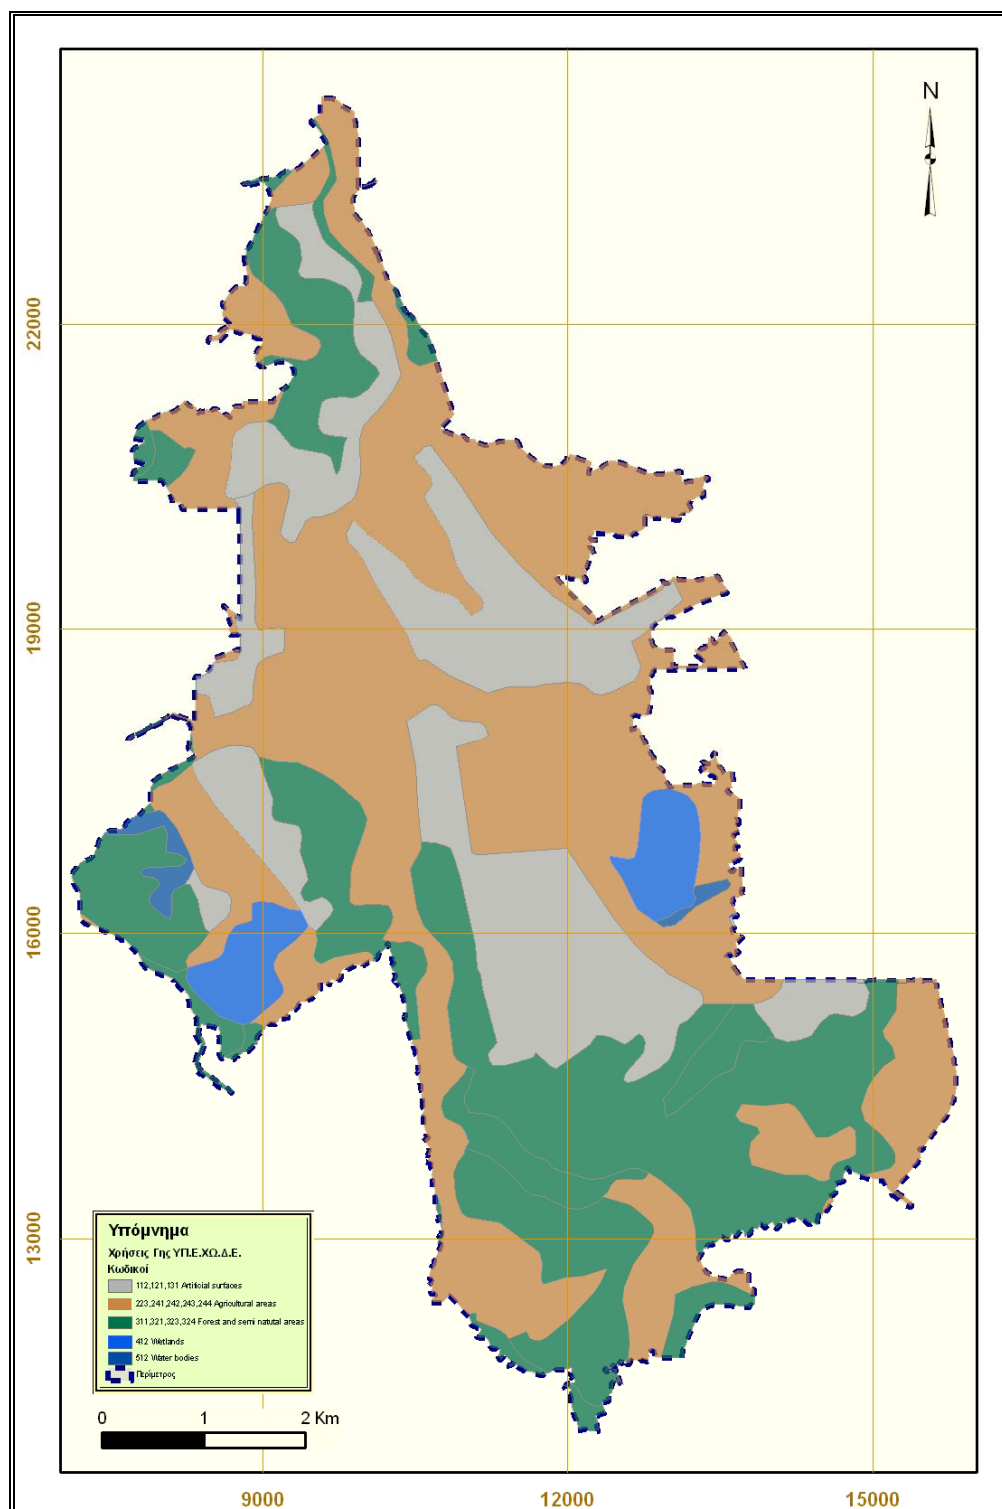 N
22000
19000
16000
13000
Υπόμνημα
Χρήσεις Γης ΥΠ.Ε.ΧΩ.Δ.Ε.
Κωδικοί
112,121,131 Artificial surfaces
223,241,242,243,244 Agricultural areas
311,321,323,324 Forest and semi natutal areas
412 Wetlands
512 Water bodies
Περίμετρος
0 1 2 Km
9000 12000 15000